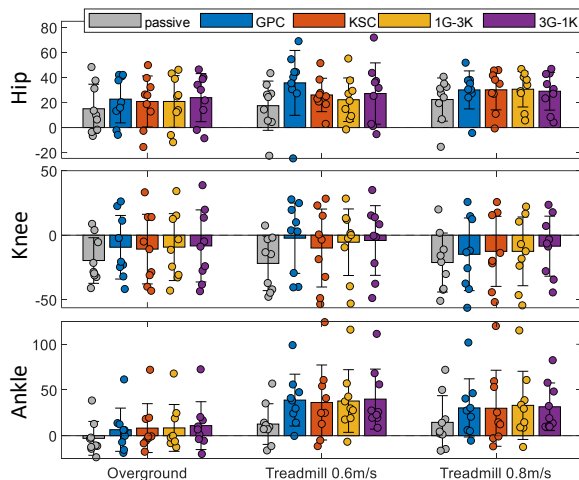 passive GPC KSC 1G-3K 3G-1K
Hip
80
60
40
20
0
-20
Knee
50
0
-50
Ankle
100
50
0
Overground Treadmill 0.6m/s Treadmill 0.8m/s